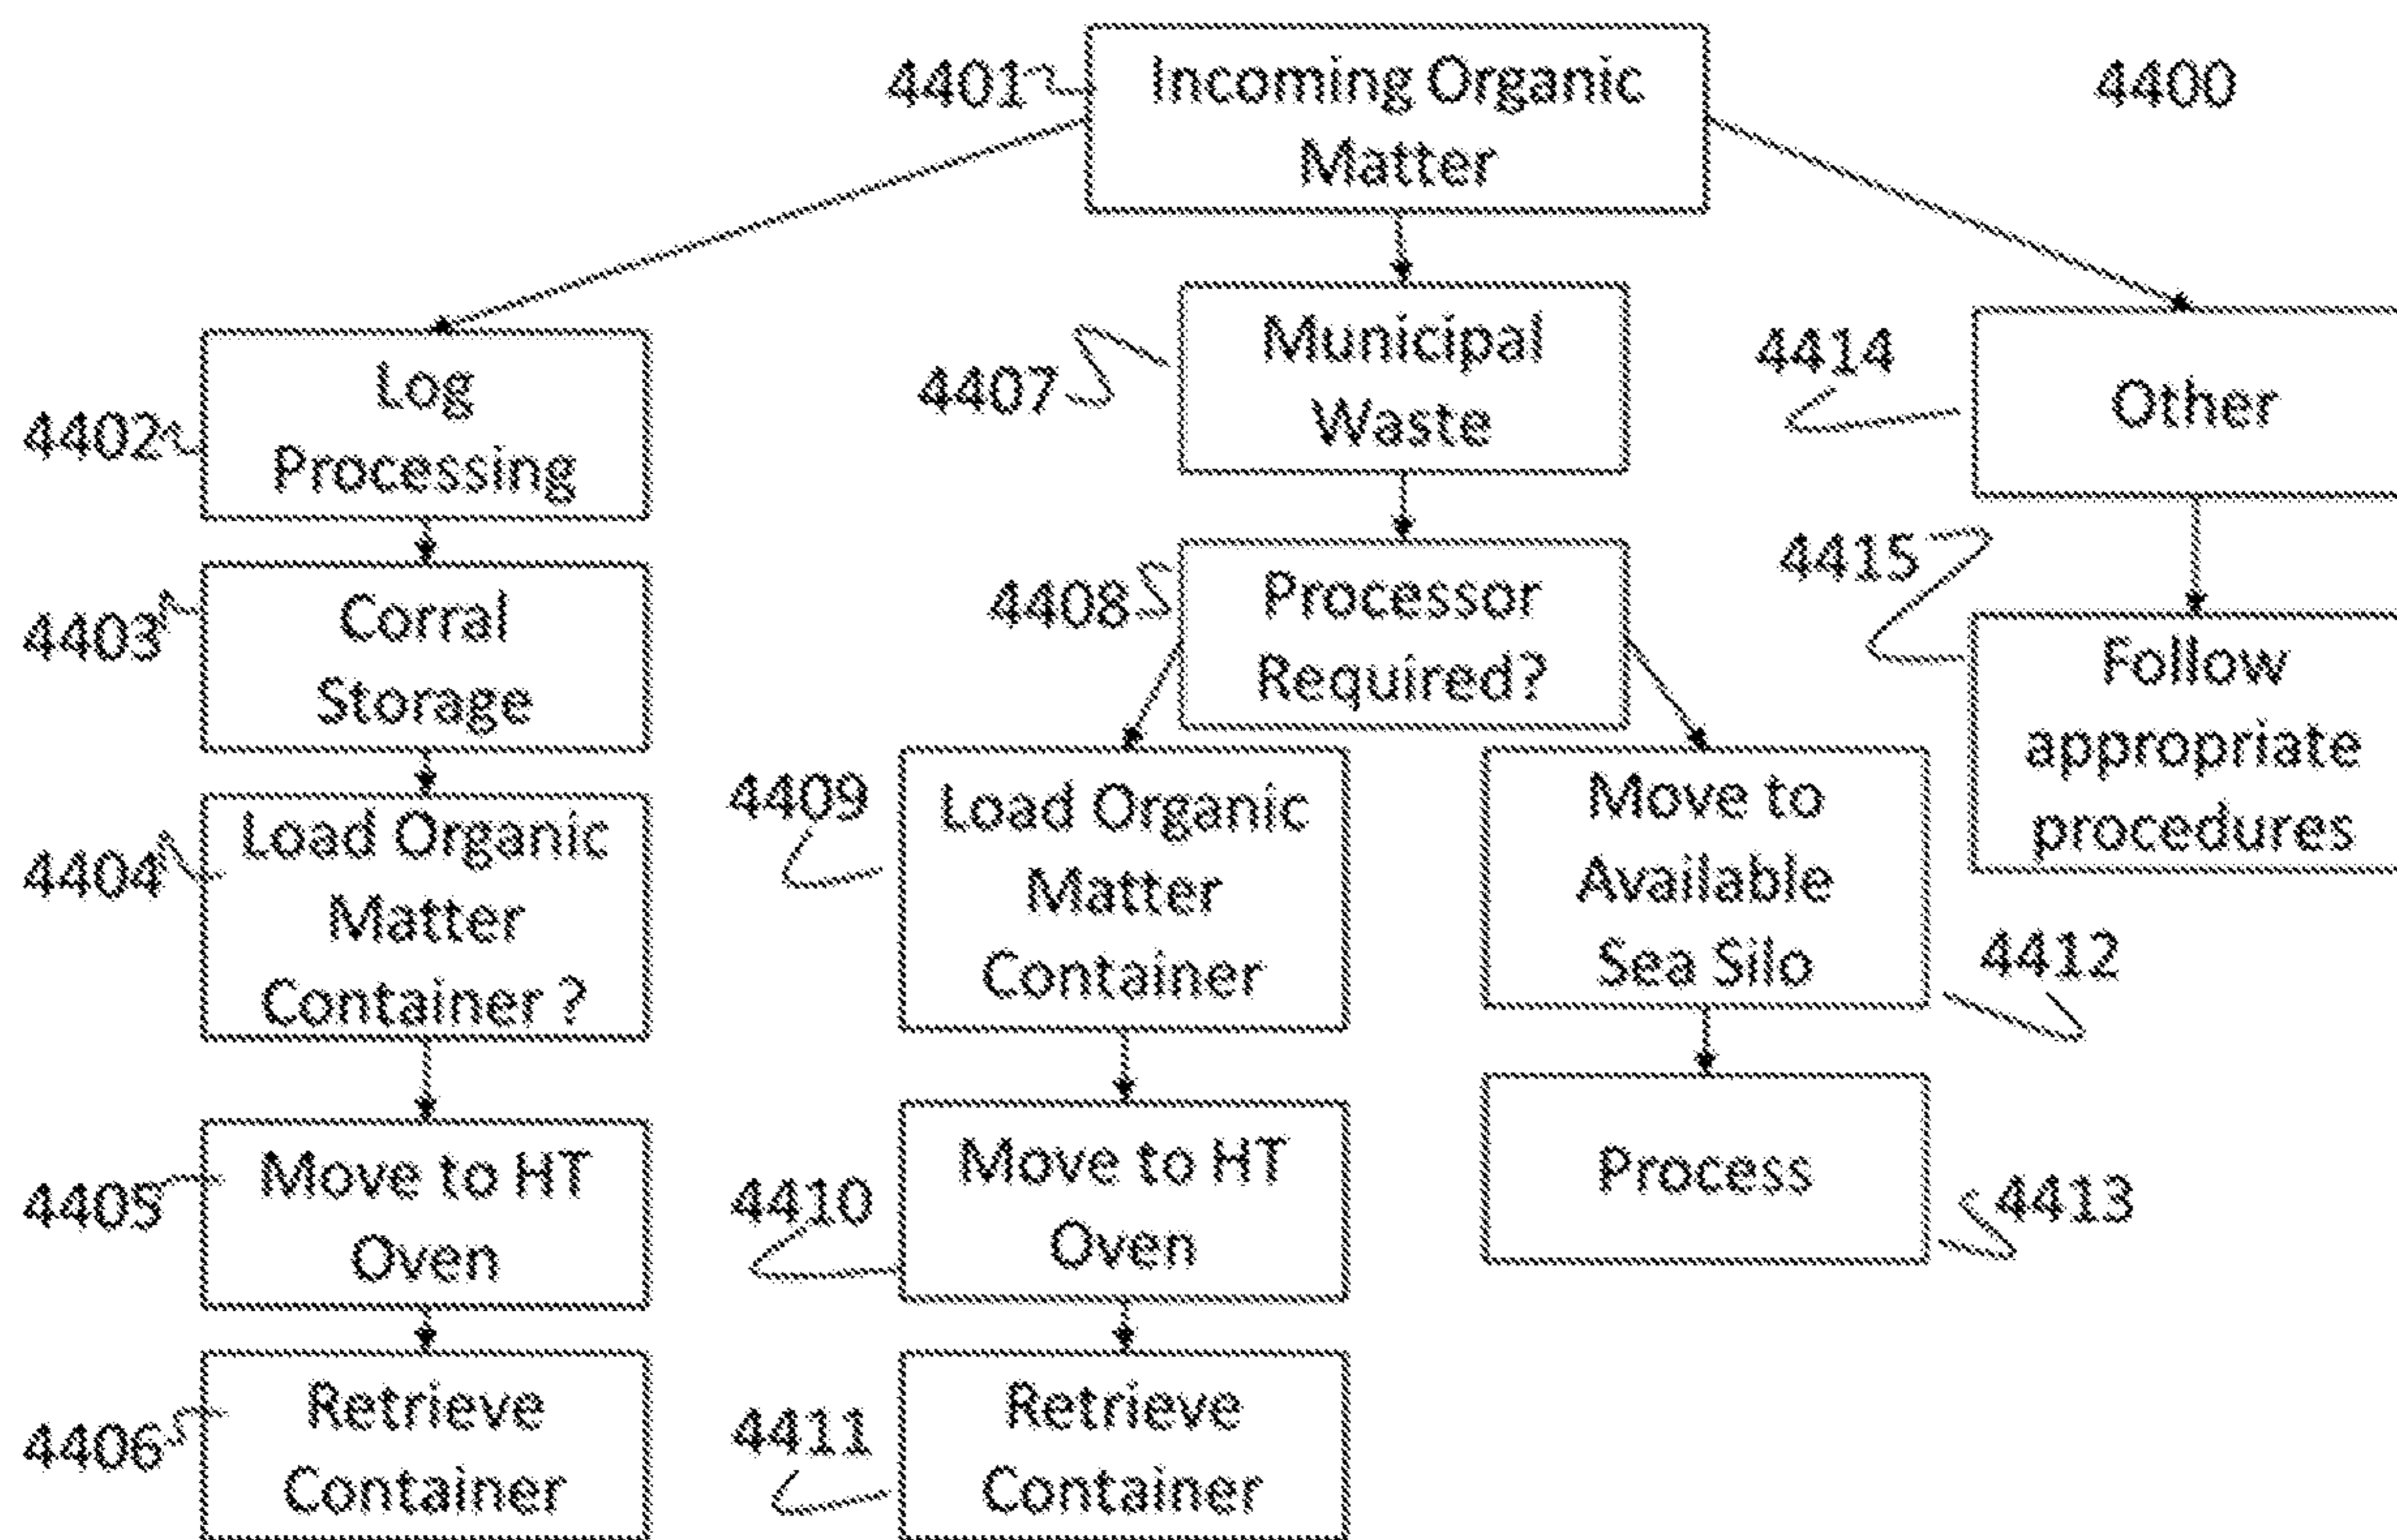 4401
Incoming Organic
Matter
4400
4402
Log
Processing
4403
Corral
Storage
4404
Load Organic
Matter
Container ?
4405
Move to HT
Oven
4406
Retrieve
Container
4407
Municipal
Waste
4408
Processor
Required?
4409
Load Organic
Matter
Container
4410
Move to HT
Oven
4411
Retrieve
Container
Move to
Available
Sea Silo
4412
Process
4413
4414
Other
4415
Follow
appropriate
procedures